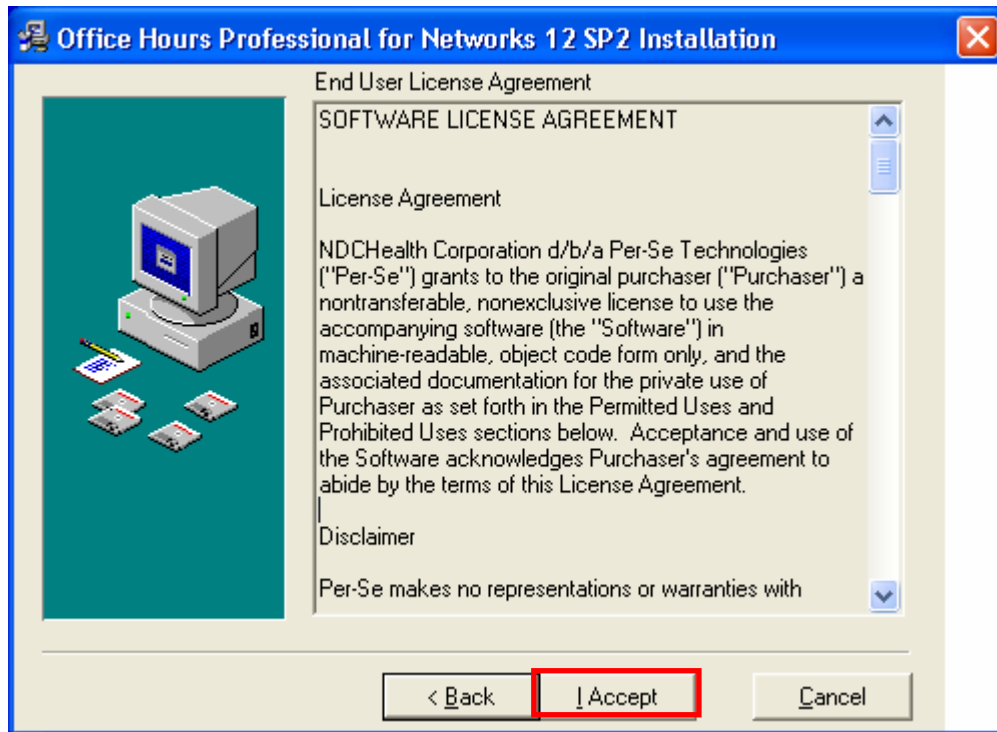 Office Hours Professional for Networks 12 SP2 Installation
End User License Agreement
SOFTWARE LICENSE AGREEMENT
License Agreement
NDCHealth Corporation d/b/a Per-Se Technologies
("Per-Se") grants to the original purchaser ("Purchaser") a
nontransferable, nonexclusive license to use the
accompanying software (the "Software") in
machine-readable, object code form only, and the
associated documentation for the private use of
Purchaser as set forth in the Permitted Uses and
Prohibited Uses sections below.  Acceptance and use of
the Software acknowledges Purchaser's agreement to
abide by the terms of this License Agreement.
Disclaimer
Per-Se makes no representations or warranties with
< Back
I Accept
Cancel